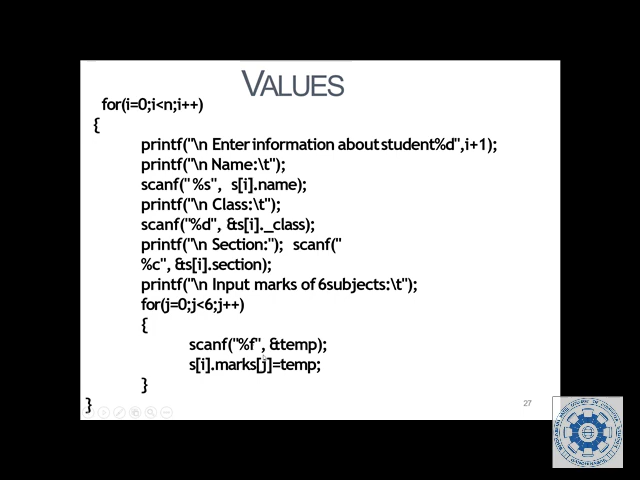 VALUES
for(i=0;i<n;i++)
{
printf("\n Enter information about student%d",i+1);
printf("\n Name:\t");
scanf(" %s", s[i].name);
printf("\n Class:\t");
scanf("%d", &s[i]._class);
printf("\n Section:"); scanf("
%c", &s[i].section);
printf("\n Input marks of 6subjects:\t");
for(j=0;j<6;j++)
{
scanf("%f", &temp);
s[i].marks[j]=temp;
}
}
27